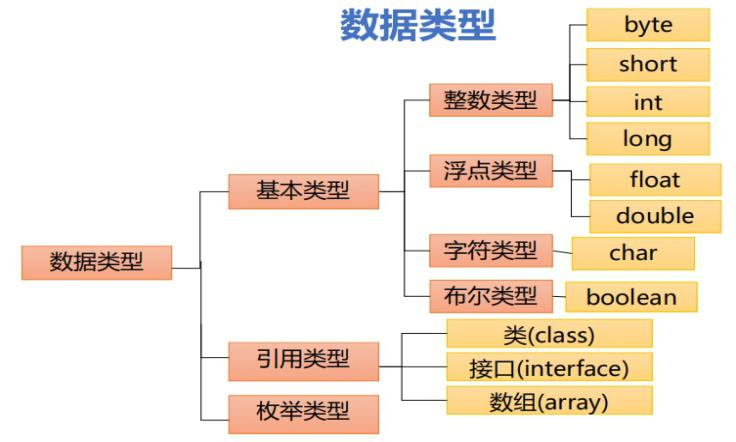 数据类型
byte
short
整数类型
int
long
浮点类型
float
基本类型
double
数据类型
字符类型
char
布尔类型
boolean
类(class)
引用类型
接口(interface)
数组(array)
枚举类型